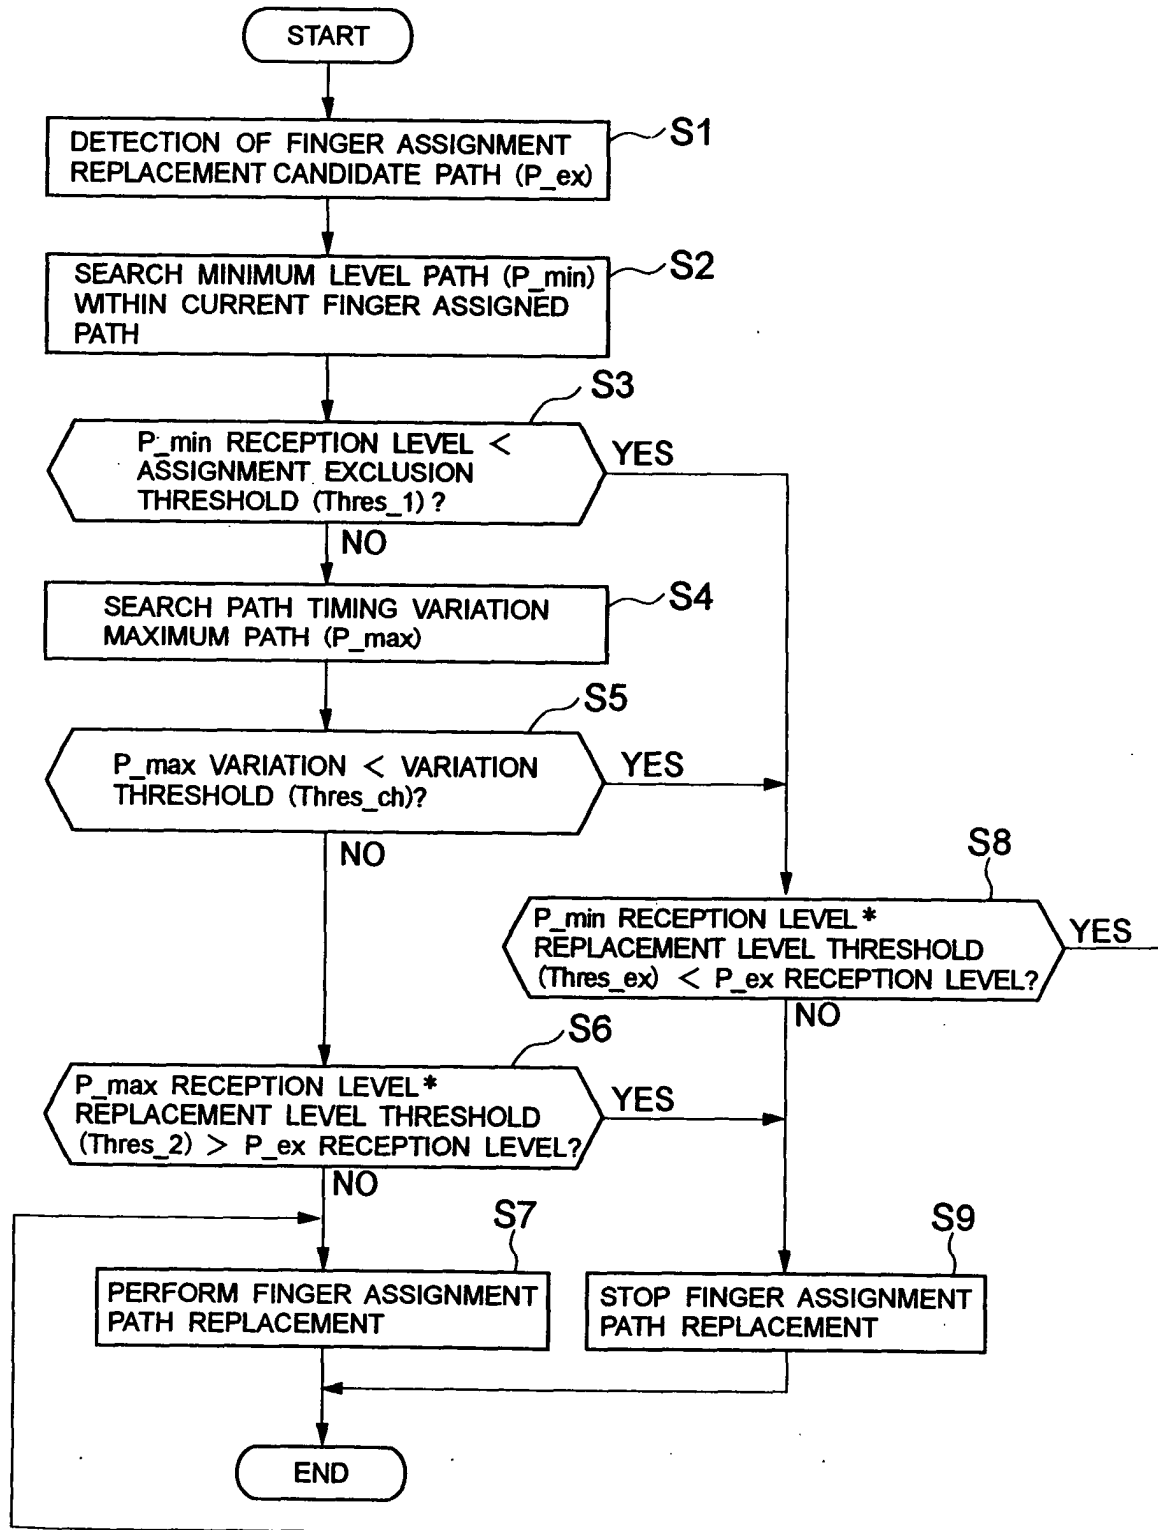 START
S1
DETECTION OF FINGER ASSIGNMENT
REPLACEMENT CANDIDATE PATH (P_ex)
S2
SEARCH MINIMUM LEVEL PATH (P_min)
WITHIN CURRENT FINGER ASSIGNED
PATH
S3
P_min RECEPTION LEVEL <
ASSIGNMENT EXCLUSION
THRESHOLD (Thres_1)?
YES
NO
S4
SEARCH PATH TIMING VARIATION
MAXIMUM PATH (P_max)
S5
P_max VARIATION < VARIATION
THRESHOLD (Thres_ch)?
YES
NO
S8
P_min RECEPTION LEVEL*
REPLACEMENT LEVEL THRESHOLD
(Thres_ex) < P_ex RECEPTION LEVEL?
YES
NO
S6
P_max RECEPTION LEVEL*
REPLACEMENT LEVEL THRESHOLD
(Thres_2) > P_ex RECEPTION LEVEL?
YES
NO
S7
PERFORM FINGER ASSIGNMENT
PATH REPLACEMENT
S9
STOP FINGER ASSIGNMENT
PATH REPLACEMENT
END